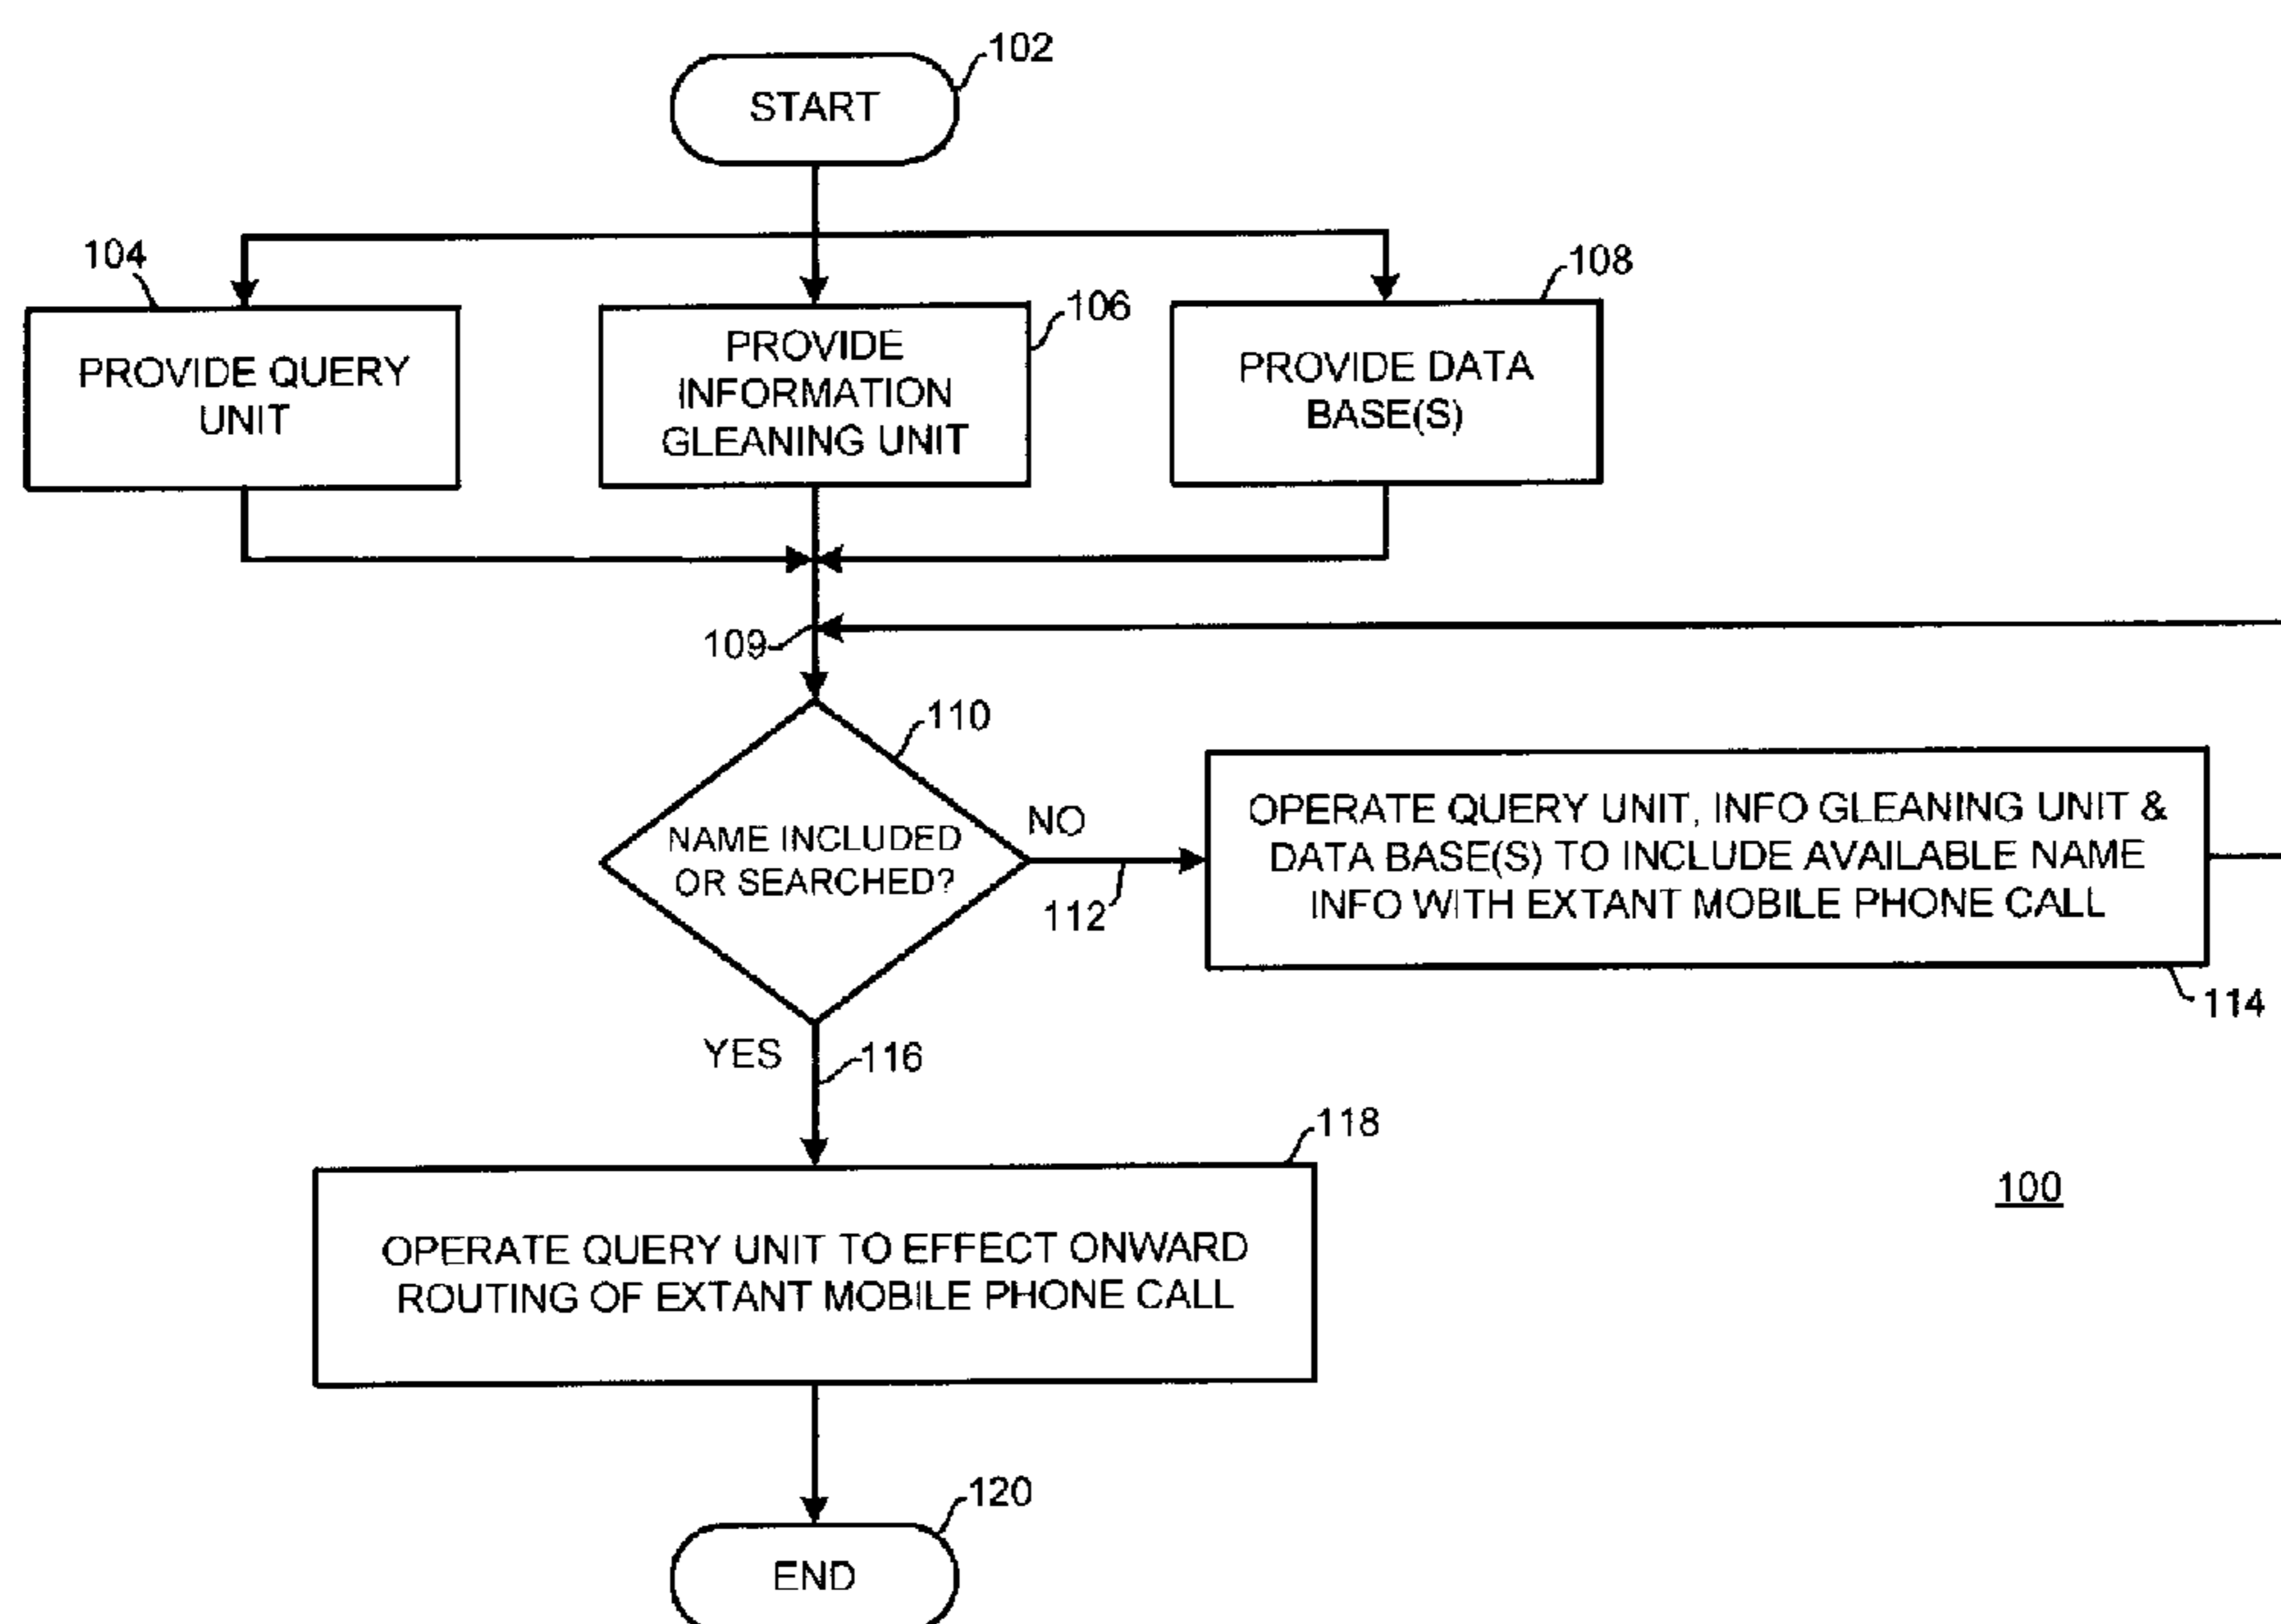 102
START
104
108
106
PROVIDE QUERY
UNIT
PROVIDE
INFORMATION
GLEANING UNIT
PROVIDE DATA
BASE(S)
109
110
NAME INCLUDED
OR SEARCHED?
NO
112
OPERATE QUERY UNIT, INFO GLEANING UNIT &
DATA BASE(S) TO INCLUDE AVAILABLE NAME
INFO WITH EXTANT MOBILE PHONE CALL
114
YES
116
118
100
OPERATE QUERY UNIT TO EFFECT ONWARD
ROUTING OF EXTANT MOBILE PHONE CALL
120
END